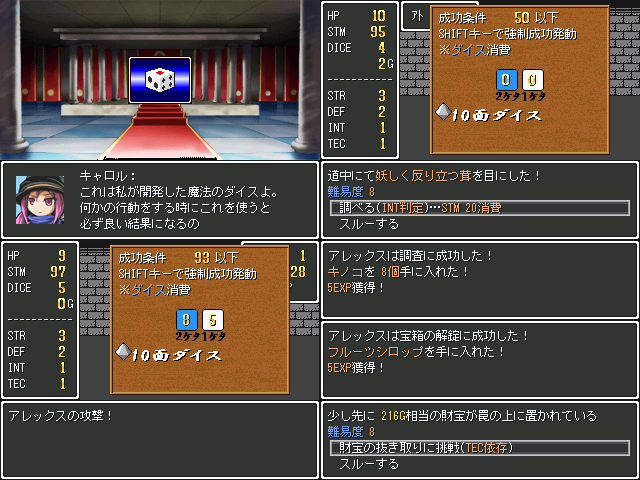 キャロル：
これは私が開発した魔法のダイスよ。
何かの行動をする時にこれを使うと
必ず良い結果になるの
HP 10
STM 95
DICE 4
2G
STR 3
DEF 2
INT 1
TEC 1
ｱﾄ
成功条件 50 以下
SHIFTキーで強制成功発動
※ダイス消費
0 0
2ケタ 1ケタ
10面ダイス
道中にて妖しく反り立つ茸を目にした！
難易度 8
調べる(INT判定)…STM 20消費
スルーする
HP 9
STM 97
DICE 5
0G
STR 3
DEF 2
INT 1
TEC 1
成功条件 93 以下
SHIFTキーで強制成功発動
※ダイス消費
8 5
2ケタ 1ケタ
10面ダイス
1
28
アレックスの攻撃！
アレックスは調査に成功した！
キノコを 8個手に入れた！
5EXP獲得！
アレックスは宝箱の解錠に成功した！
フルーツシロップを手に入れた！
5EXP獲得！
少し先に 216G相当の財宝が罠の上に置かれている
難易度 8
財宝の抜き取りに挑戦(TEC依存)
スルーする